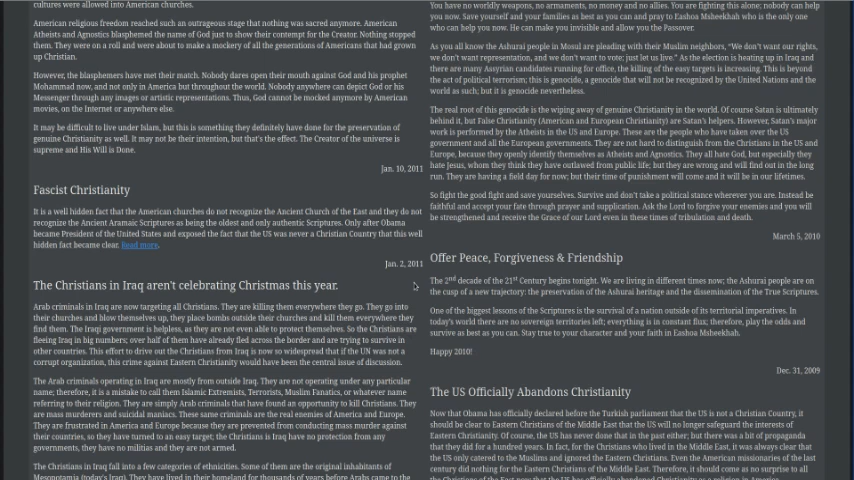 cultures were allowed into American churches.
American religious freedom reached such an outrageous stage that nothing was sacred anymore. American
Atheists and Agnostics blasphemed the name of God just to show their contempt for the Creator. Nothing stopped
them. They were on a roll and were about to make a mockery of all the generations of Americans that had grown
up Christian.
However, the blasphemers have met their match. Nobody dares open their mouth against God and his prophet
Mohammad now, and not only in America but throughout the world. Nobody anywhere can depict God or his
Messenger through any images or artistic representations. Thus, God cannot be mocked anymore by American
movies, on the Internet or anywhere else.
It may be difficult to live under Islam, but this is something they definitely have done for the preservation of
genuine Christianity as well. It may not be their intention, but that's the effect. The Creator of the universe is
supreme and His Will is Done.
Jan. 10, 2011
Fascist Christianity
It is a well hidden fact that the American churches do not recognize the Ancient Church of the East and they do not
recognize the Ancient Aramaic Scriptures as being the oldest and only authentic Scriptures. Only after Obama
became President of the United States and exposed the fact that the US was never a Christian Country that this well
hidden fact became clear. Read more.
Jan. 2, 2011
The Christians in Iraq aren't celebrating Christmas this year.
Arab criminals in Iraq are now targeting all Christians. They are killing them everywhere they go. They go into
their churches and blow themselves up, they place bombs outside their churches and kill them everywhere they
find them. The Iraqi government is helpless, as they are not even able to protect themselves. So the Christians are
fleeing Iraq in big numbers; over half of them have already fled across the border and are trying to survive in
other countries. This effort to drive out the Christians from Iraq is now so widespread that if the UN was not a
corrupt organization, this crime against Eastern Christianity would have been the central issue of discussion.
The Arab criminals operating in Iraq are mostly from outside Iraq. They are not operating under any particular
name; therefore, it is a mistake to call them Islamic Extremists, Terrorists, Muslim Fanatics, or whatever name
referring to their religion. They are simply Arab criminals that have found an opportunity to kill Christians. They
are mass murderers and suicidal maniacs. These same criminals are the real enemies of America and Europe.
They are frustrated in America and Europe because they are prevented from conducting mass murder against
their countries, so they have turned to an easy target; the Christians is Iraq have no protection from any
governments, they have no militias and they are not armed.
The Christians in Iraq fall into a few categories of ethnicities. Some of them are the original inhabitants of
Mesopotamia (today's Iraq). They have lived in their homeland for thousands of years before Arabs came to the
You have no worldly weapons, no armaments, no money and no allies. You are fighting this alone; nobody can help
you now. Save yourself and your families as best as you can and pray to Eashoa Msheekhah who is the only one
who can help you. He can make you invisible and allow you the Passover.
As you all know the Ashurai people in Mosul are pleading with their Muslim neighbors, "We don't want our rights,
we don't want representation, and we don't want to vote; just let us live." As the election is heating up in Iraq and
there are many Assyrian candidates running for office, the killing of the easy targets is increasing. This is beyond
the act of political terrorism; this is genocide, a genocide that will not be recognized by the United Nations and the
world as such; but it is genocide nevertheless.
The real root of this genocide is the wiping away of genuine Christianity in the world. Of course Satan is ultimately
behind it, but False Christianity (American and European Christianity) are Satan's helpers. However, Satan's major
work is performed by the Atheists in the US and Europe. These are the people who have taken over the US
government and all the European governments. They are not hard to distinguish from the Christians in the US and
Europe, because they openly identify themselves as Atheists and Agnostics. They all hate God, but especially they
hate Jesus, whom they think they have outlawed from public life; but they are wrong and will find out in the long
run. They are having a field day for now; but their time of punishment will come and it will be in our lifetimes.
So fight the good fight and save yourselves. Survive and don't take a political stance wherever you are. Instead be
faithful and accept your fate through prayer and supplication. Ask the Lord to forgive your enemies and you will
be strengthened and receive the Grace of our Lord even in these times of tribulation and death.
March 5, 2010
Offer Peace, Forgiveness & Friendship
The 2nd decade of the 21st Century begins tonight. We are living in different times now; the Ashurai people are on
the cusp of a new trajectory: the preservation of the Ashurai heritage and the dissemination of the True Scriptures.
One of the biggest lessons of the Scriptures is the survival of a nation outside of its territorial imperatives. In
today's world there are no sovereign territories left; everything is in constant flux; therefore, play the odds and
survive as best as you can. Stay true to your character and your faith in Eashoa Msheekhah.
Happy 2010!
Dec. 31, 2009
The US Officially Abandons Christianity
Now that Obama has officially declared before the Turkish parliament that the US is not a Christian Country, it
should be clear to Eastern Christians of the Middle East that the US will no longer safeguard the interests of
Eastern Christianity. Of course, the US has never done that in the past either; but there was a bit of propaganda
that they did for a hundred years. In fact, for the Christians who lived in the Middle East, it was always clear that
the US only catered to the Muslims and ignored the Eastern Christians. Even the American missionaries of the last
century did nothing for the Eastern Christians of the Middle East. Therefore, it should come as no surprise to all